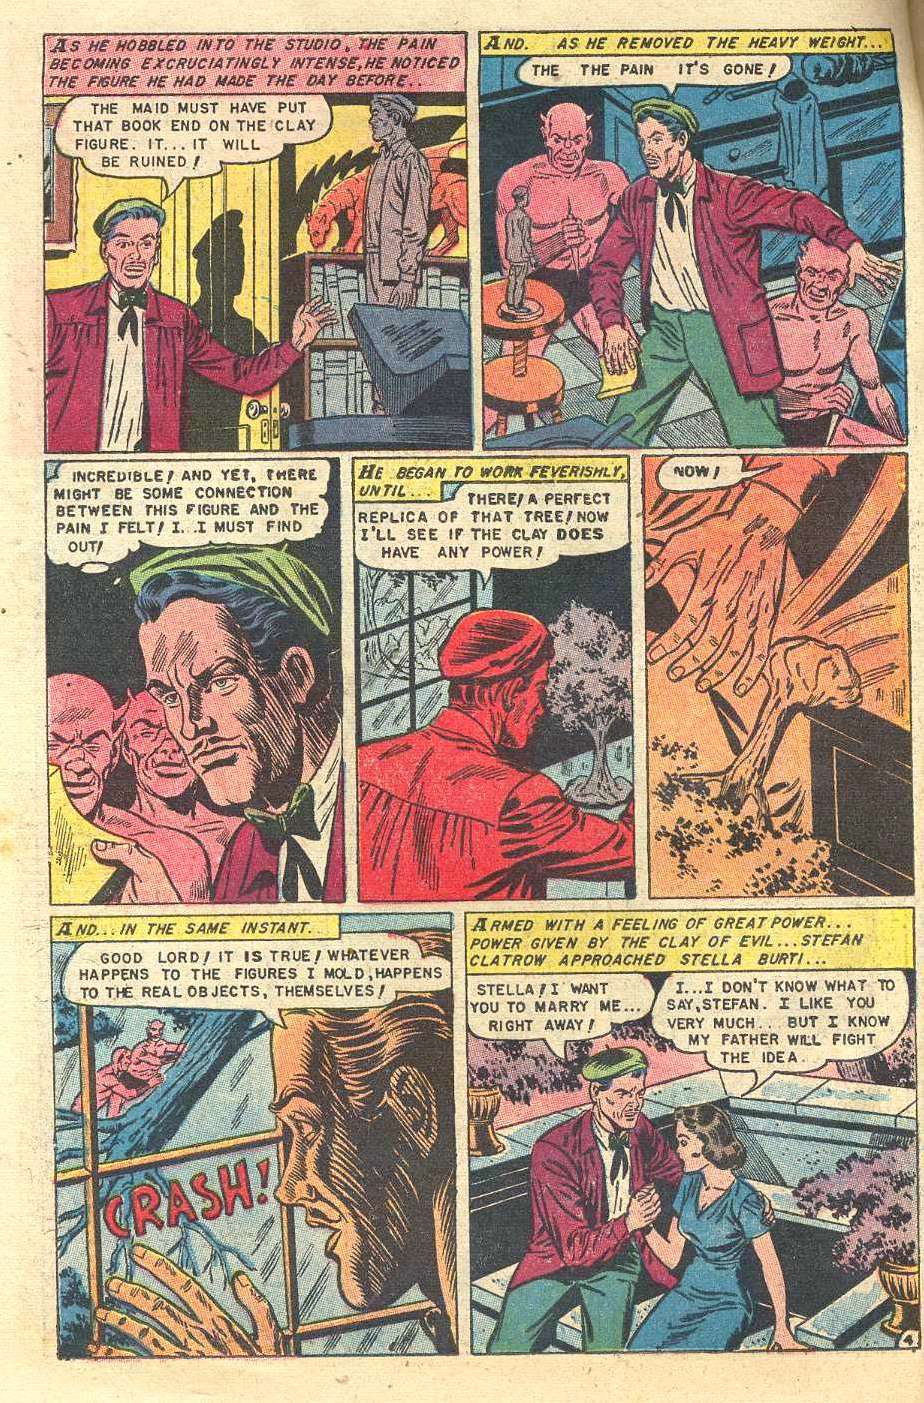 AS HE HOBBLED INTO THE STUDIO, THE PAIN
BECOMING EXCRUCIATINGLY INTENSE, HE NOTICED
THE FIGURE HE HAD MADE THE DAY BEFORE..
THE MAID MUST HAVE PUT
THAT BOOK END ON THE CLAY
FIGURE. IT... IT WILL
BE RUINED!
AND. AS HE REMOVED THE HEAVY WEIGHT...
THE THE PAIN IT'S GONE!
INCREDIBLE! AND YET, THERE
MIGHT BE SOME CONNECTION
BETWEEN THIS FIGURE AND THE
PAIN I FELT! I...I MUST FIND
OUT!
HE BEGAN TO WORK FEVERISHLY,
UNTIL...
THERE! A PERFECT
REPLICA OF THAT TREE! NOW
I'LL SEE IF THE CLAY DOES
HAVE ANY POWER!
NOW!
AND... IN THE SAME INSTANT..
GOOD LORD! IT IS TRUE! WHATEVER
HAPPENS TO THE FIGURES I MOLD, HAPPENS
TO THE REAL OBJECTS, THEMSELVES!
CRASH!
ARMED WITH A FEELING OF GREAT POWER...
POWER GIVEN BY THE CLAY OF EVIL...STEFAN
CLATROW APPROACHED STELLA BURTI...
STELLA! I WANT
YOU TO MARRY ME...
RIGHT AWAY!
I...I DON'T KNOW WHAT TO
SAY, STEFAN. I LIKE YOU
VERY MUCH... BUT I KNOW
MY FATHER WILL FIGHT
THE IDEA.
4